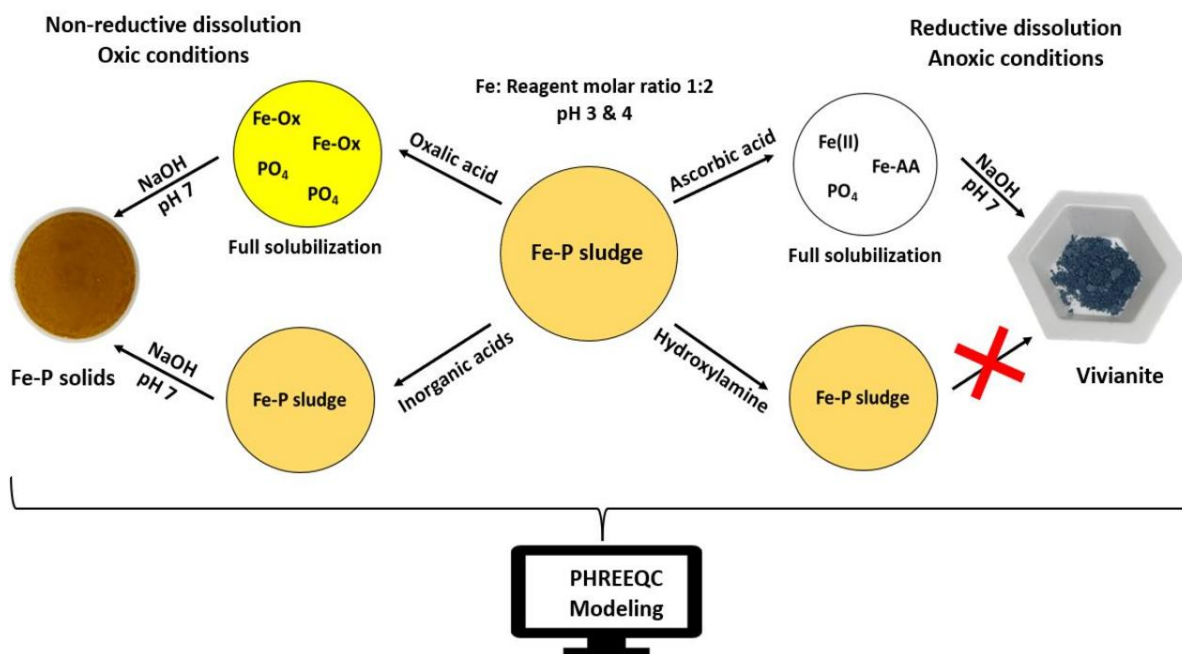 Non-reductive dissolution
Oxic conditions
Reductive dissolution
Anoxic conditions
Fe: Reagent molar ratio 1:2
pH 3 & 4
Fe-Ox
Fe-Ox
PO₄
PO₄
Full solubilization
Oxalic acid
NaOH
pH 7
Fe-P sludge
Ascorbic acid
Fe(II)
Fe-AA
PO₄
Full solubilization
NaOH
pH 7
Fe-P solids
NaOH
pH 7
Fe-P sludge
Inorganic acids
Hydroxylamine
Fe-P sludge
Vivianite
PHREEQC
Modeling